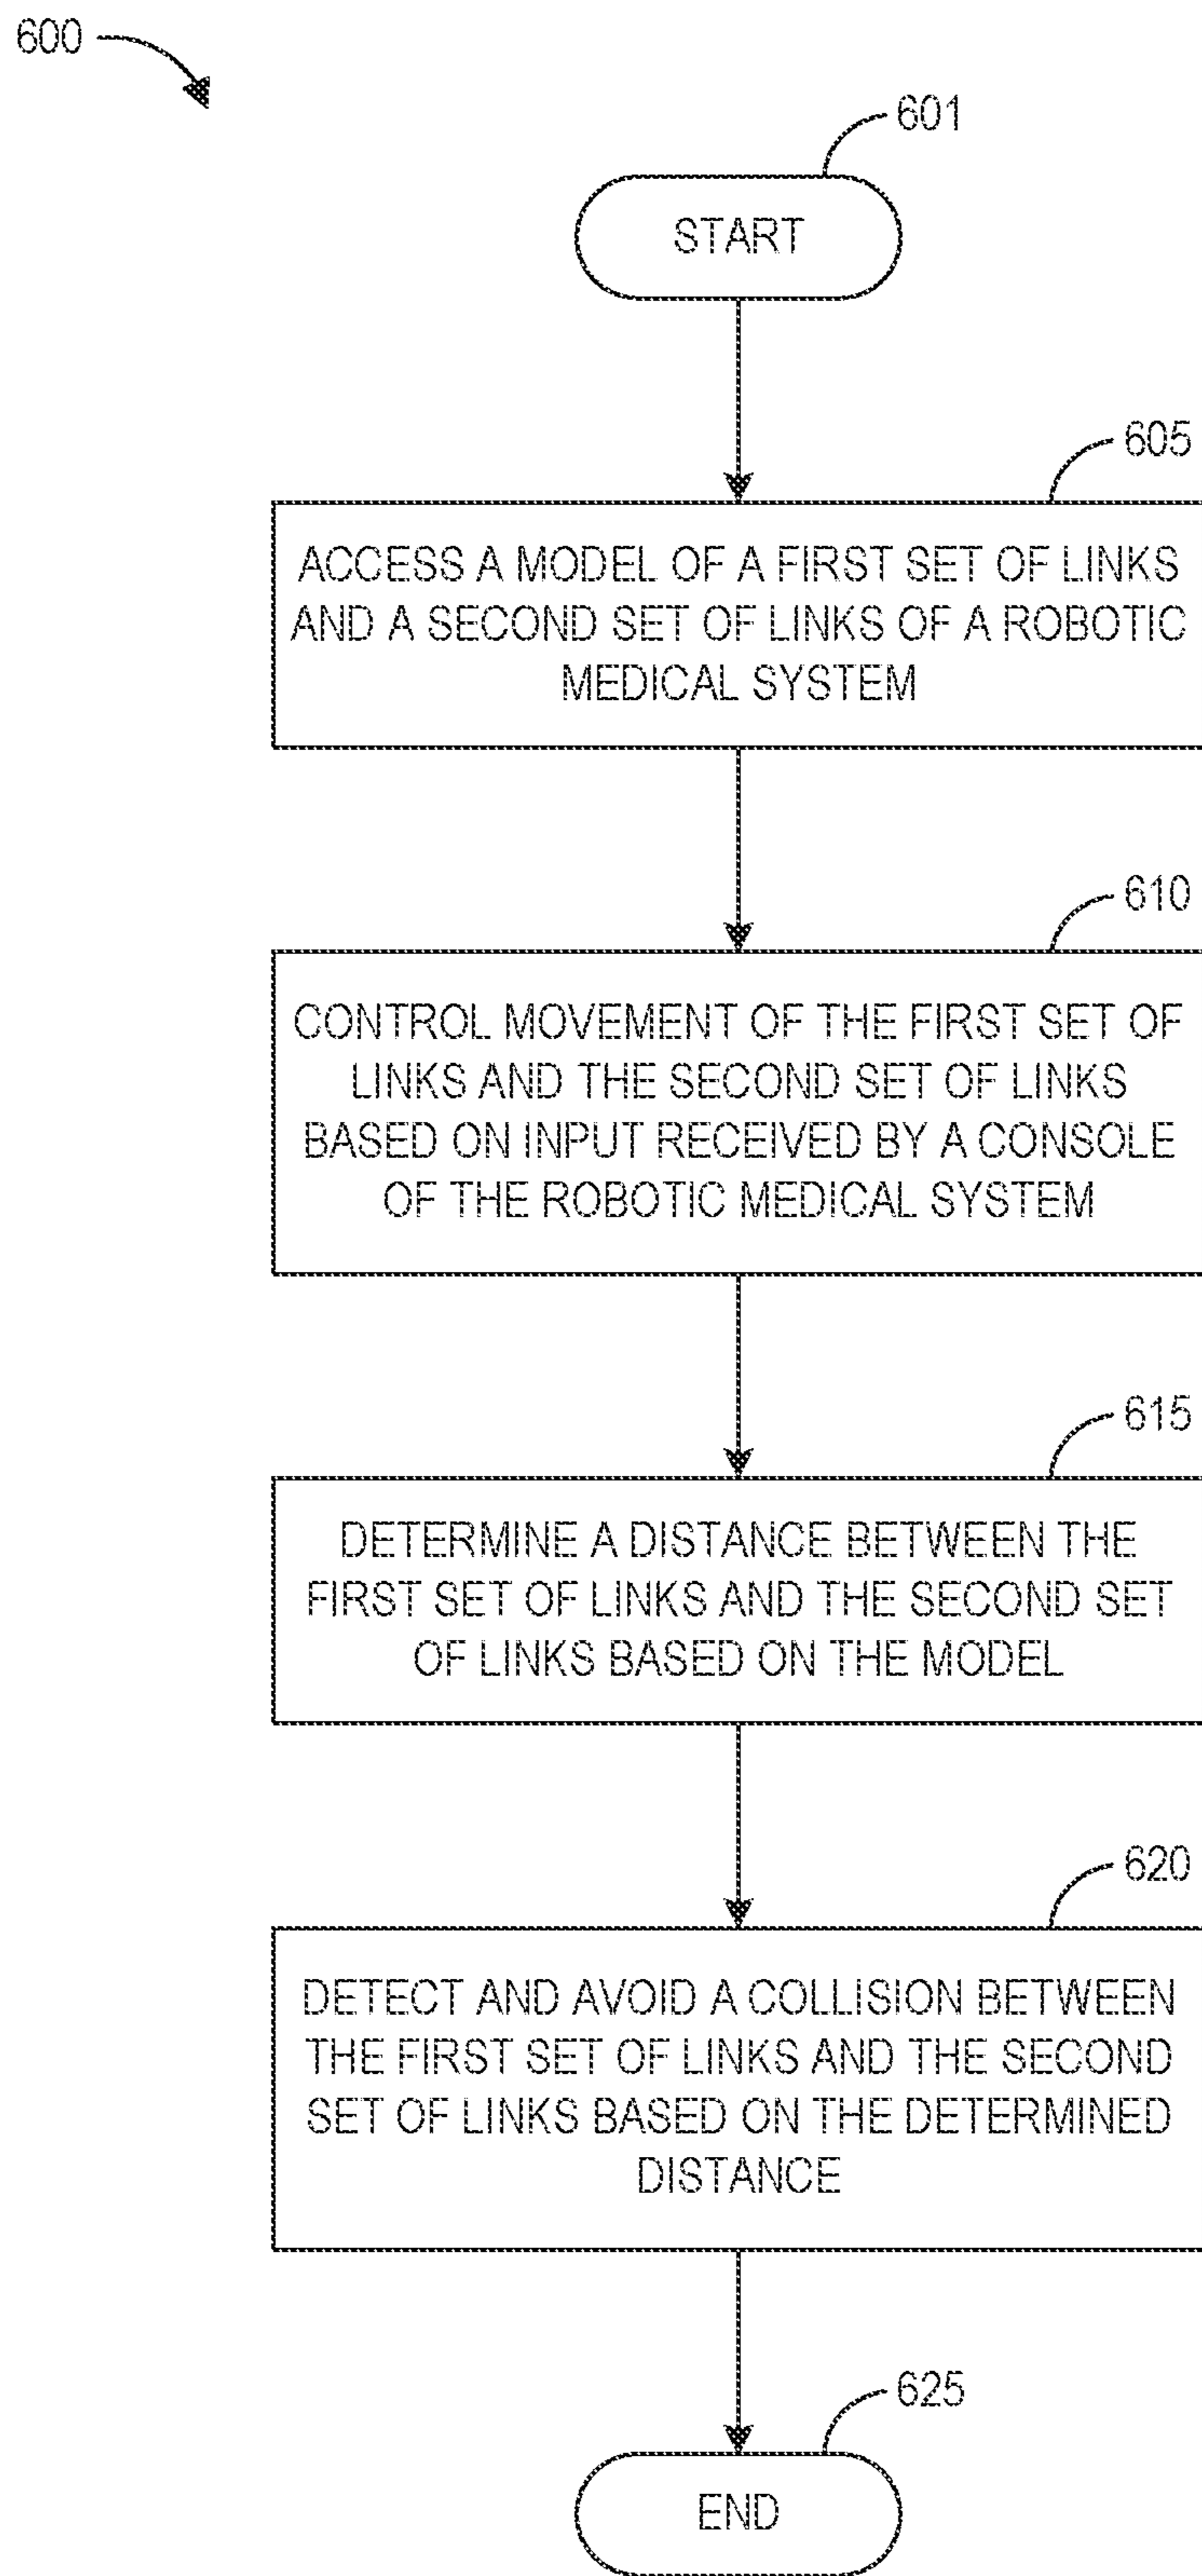 600
601
START
605
ACCESS A MODEL OF A FIRST SET OF LINKS
AND A SECOND SET OF LINKS OF A ROBOTIC
MEDICAL SYSTEM
610
CONTROL MOVEMENT OF THE FIRST SET OF
LINKS AND THE SECOND SET OF LINKS
BASED ON INPUT RECEIVED BY A CONSOLE
OF THE ROBOTIC MEDICAL SYSTEM
615
DETERMINE A DISTANCE BETWEEN THE
FIRST SET OF LINKS AND THE SECOND SET
OF LINKS BASED ON THE MODEL
620
DETECT AND AVOID A COLLISION BETWEEN
THE FIRST SET OF LINKS AND THE SECOND
SET OF LINKS BASED ON THE DETERMINED
DISTANCE
625
END